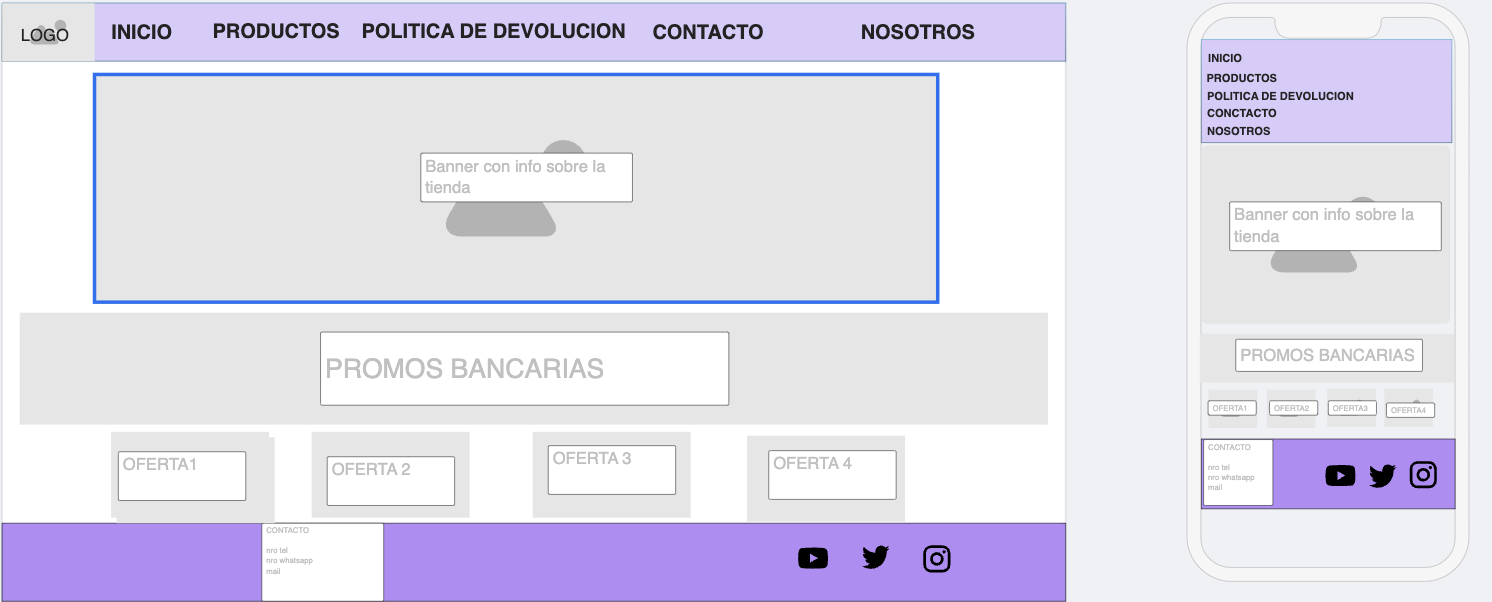 LOGO
INICIO
PRODUCTOS
POLITICA DE DEVOLUCION
CONTACTO
NOSOTROS
Banner con info sobre la
tienda
PROMOS BANCARIAS
OFERTA1
OFERTA 2
OFERTA 3
OFERTA 4
CONTACTO
nro tel
nro whatsapp
mail
INICIO
PRODUCTOS
POLITICA DE DEVOLUCION
CONCTACTO
NOSOTROS
Banner con info sobre la
tienda
PROMOS BANCARIAS
OFERTA1
OFERTA2
OFERTA3
OFERTA4
CONTACTO
nro tel
nro whatsapp
mail